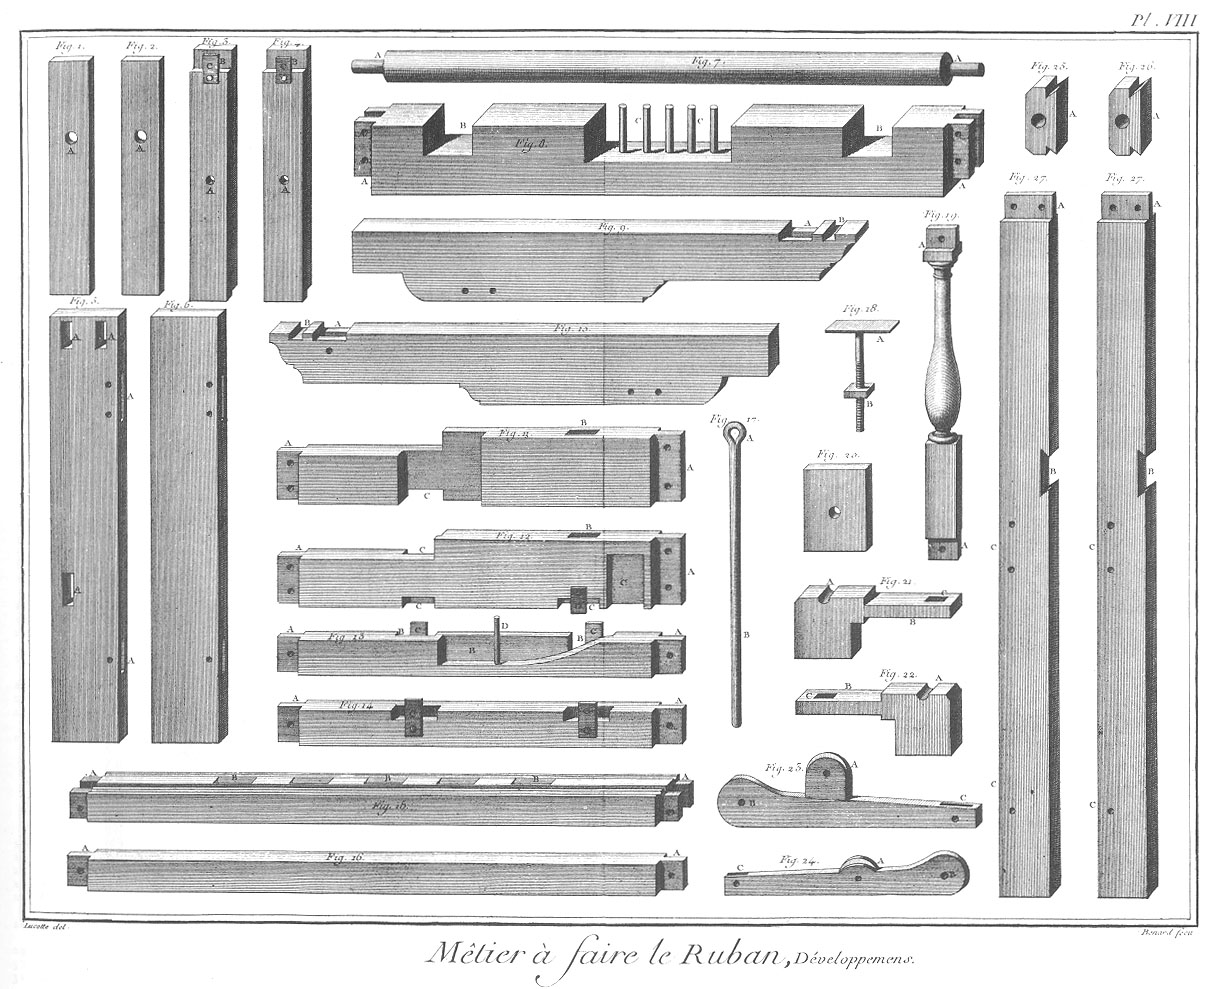 Pl. VIII
Fig. 1. Fig. 2. Fig. 3. Fig. 4.
A A A A
B B
C C
Fig. 7.
A A
Fig. 8.
A B C C B A
Fig. 25. Fig. 26.
A A
Fig. 9.
A B
Fig. 10.
B A
Fig. 5. Fig. 6.
A A A A A
Fig. 27. Fig. 27.
A A
B B
C C
C C
Fig. 19.
A A
Fig. 18.
A
B
Fig. 17.
A
B
Fig. 11.
A B A C
Fig. 20.
Fig. 12.
A C B A C C C
Fig. 21.
A C B
Fig. 13.
A B C D B B C A
Fig. 22.
C B A
Fig. 14.
A A
Fig. 23.
A B C
Fig. 16.
A B B B A
Fig. 16.
A A
Fig. 24.
C A B
Lucotte del.
Benard fecit
Métier à faire le Ruban, Développemens.